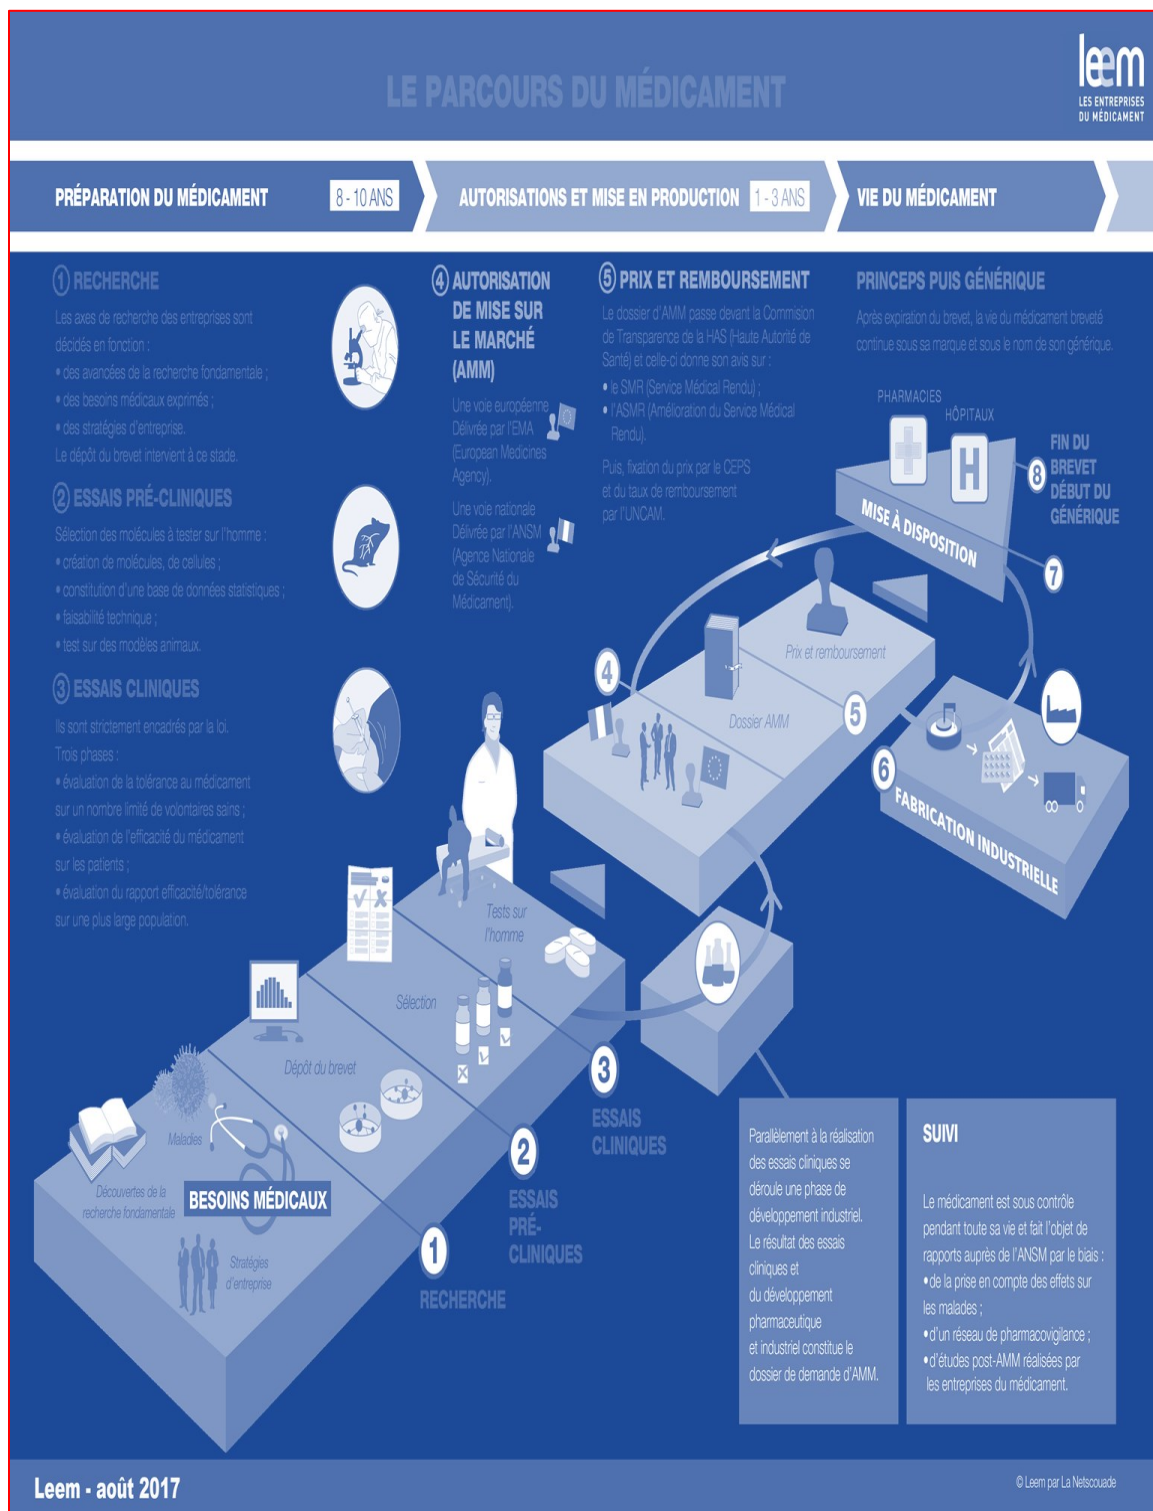 LE PARCOURS DU MÉDICAMENT
leem
LES ENTREPRISES
DU MÉDICAMENT
PRÉPARATION DU MÉDICAMENT
8 - 10 ANS
AUTORISATIONS ET MISE EN PRODUCTION
1 - 3 ANS
VIE DU MÉDICAMENT
1 RECHERCHE
Les axes de recherche des entreprises sont
décidés en fonction :
• des avancées de la recherche fondamentale ;
• des besoins médicaux exprimés ;
• des stratégies d'entreprise.
Le dépôt du brevet intervient à ce stade.
2 ESSAIS PRÉ-CLINIQUES
Sélection des molécules à tester sur l'homme :
• création de molécules, de cellules ;
• constitution d'une base de données statistiques ;
• faisabilité technique ;
• test sur des modèles animaux.
3 ESSAIS CLINIQUES
Ils sont strictement encadrés par la loi.
Trois phases :
• évaluation de la tolérance au médicament
sur un nombre limité de volontaires sains ;
• évaluation de l'efficacité du médicament
sur les patients ;
• évaluation du rapport efficacité/tolérance
sur une plus large population.
4 AUTORISATION
DE MISE SUR
LE MARCHÉ
(AMM)
Une voie européenne
Délivrée par l'EMA
(European Medicines
Agency).
Une voie nationale
Délivrée par l'ANSM
(Agence Nationale
de Sécurité du
Médicament).
5 PRIX ET REMBOURSEMENT
Le dossier d'AMM passe devant la Commision
de Transparence de la HAS (Haute Autorité de
Santé) et celle-ci donne son avis sur :
• le SMR (Service Médical Rendu) ;
• l'ASMR (Amélioration du Service Médical
Rendu).
Puis, fixation du prix par le CEPS
et du taux de remboursement
par l'UNCAM.
PRINCEPS PUIS GÉNÉRIQUE
Après expiration du brevet, la vie du médicament breveté
continue sous sa marque et sous le nom de son générique.
PHARMACIES
HÔPITAUX
H
8
FIN DU
BREVET
DÉBUT DU
GÉNÉRIQUE
MISE À DISPOSITION
7
Prix et remboursement
4
Dossier AMM
5
6
FABRICATION INDUSTRIELLE
Tests sur
l'homme
Sélection
Dépôt du brevet
Maladies
Découvertes de la
recherche fondamentale
BESOINS MÉDICAUX
Stratégies
d'entreprise
3
ESSAIS
CLINIQUES
2
ESSAIS
PRÉ-
CLINIQUES
1
RECHERCHE
Parallèlement à la réalisation
des essais cliniques se
déroule une phase de
développement industriel.
Le résultat des essais
cliniques et
du développement
pharmaceutique
et industriel constitue le
dossier de demande d'AMM.
SUIVI
Le médicament est sous contrôle
pendant toute sa vie et fait l'objet de
rapports auprès de l'ANSM par le biais :
• de la prise en compte des effets sur
les malades ;
• d'un réseau de pharmacovigilance ;
• d'études post-AMM réalisées par
les entreprises du médicament.
Leem - août 2017
© Leem par La Netscouade